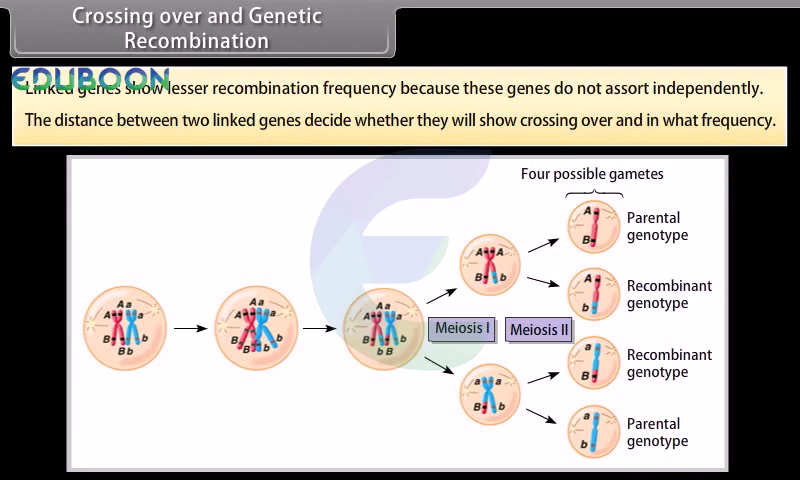 Crossing over and Genetic
Recombination
EDUBOON
Linked genes show lesser recombination frequency because these genes do not assort independently.
The distance between two linked genes decide whether they will show crossing over and in what frequency.
Four possible gametes
A
B
Parental
genotype
A A
B b
A
b
Recombinant
genotype
A a
A a
B b
B b
A a
A a
B b
B b
A a
A a
B b
b B
Meiosis I
Meiosis II
a
B
Recombinant
genotype
a a
B b
a
b
Parental
genotype